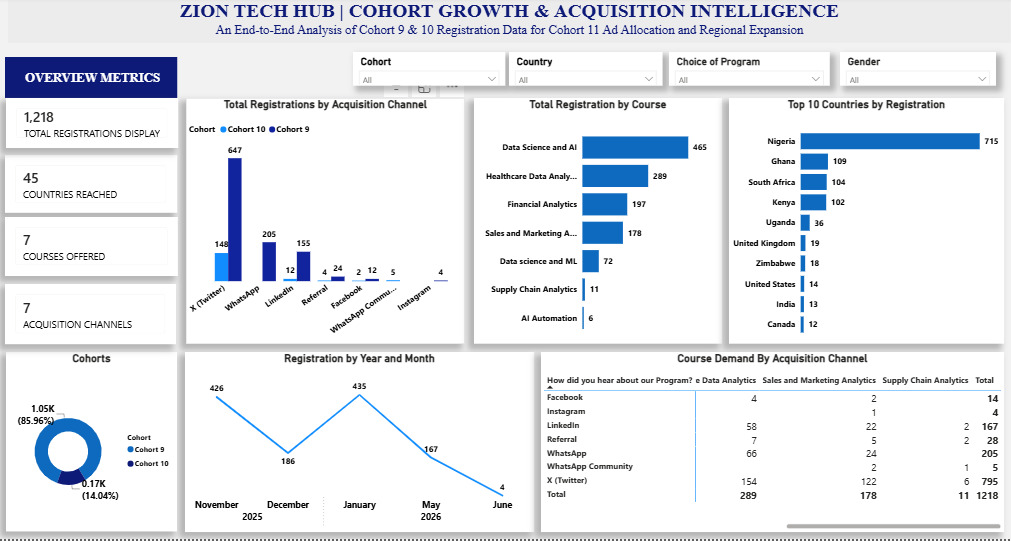 ZION TECH HUB | COHORT GROWTH & ACQUISITION INTELLIGENCE
An End-to-End Analysis of Cohort 9 & 10 Registration Data for Cohort 11 Ad Allocation and Regional Expansion
Cohort
All
Country
All
Choice of Program
All
Gender
All
OVERVIEW METRICS
1,218
TOTAL REGISTRATIONS DISPLAY
45
COUNTRIES REACHED
7
COURSES OFFERED
7
ACQUISITION CHANNELS
Total Registrations by Acquisition Channel
Cohort Cohort 10 Cohort 9
647
148
205
12
155
4
24
2
12
5
4
X (Twitter)
WhatsApp
LinkedIn
Referral
Facebook
WhatsApp Commu...
Instagram
Total Registration by Course
Data Science and AI 465
Healthcare Data Analy... 289
Financial Analytics 197
Sales and Marketing A... 178
Data science and ML 72
Supply Chain Analytics 11
AI Automation 6
Top 10 Countries by Registration
Nigeria 715
Ghana 109
South Africa 104
Kenya 102
Uganda 36
United Kingdom 19
Zimbabwe 18
United States 14
India 13
Canada 12
Cohorts
1.05K
(85.96%)
0.17K
(14.04%)
Cohort
Cohort 9
Cohort 10
Registration by Year and Month
426
186
435
167
4
November December January May June
2025 2026
Course Demand By Acquisition Channel
How did you hear about our Program? e Data Analytics Sales and Marketing Analytics Supply Chain Analytics Total
Facebook 4 2 14
Instagram 1 4
LinkedIn 58 22 2 167
Referral 7 5 2 28
WhatsApp 66 24 205
WhatsApp Community 2 1 5
X (Twitter) 154 122 6 795
Total 289 178 11 1218